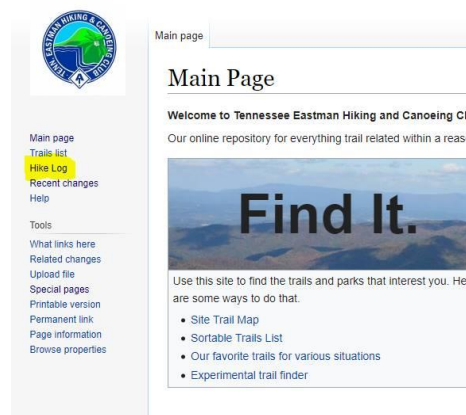 TENN. EASTMAN HIKING & CANOEING CLUB
Main page
Main Page
Welcome to Tennessee Eastman Hiking and Canoeing
Our online repository for everything trail related within a
Main page
Trails list
Hike Log
Recent changes
Help
Tools
What links here
Related changes
Upload file
Special pages
Printable version
Permanent link
Page information
Browse properties
Find It.
Use this site to find the trails and parks that interest you.
are some ways to do that.
• Site Trail Map
• Sortable Trails List
• Our favorite trails for various situations
• Experimental trail finder